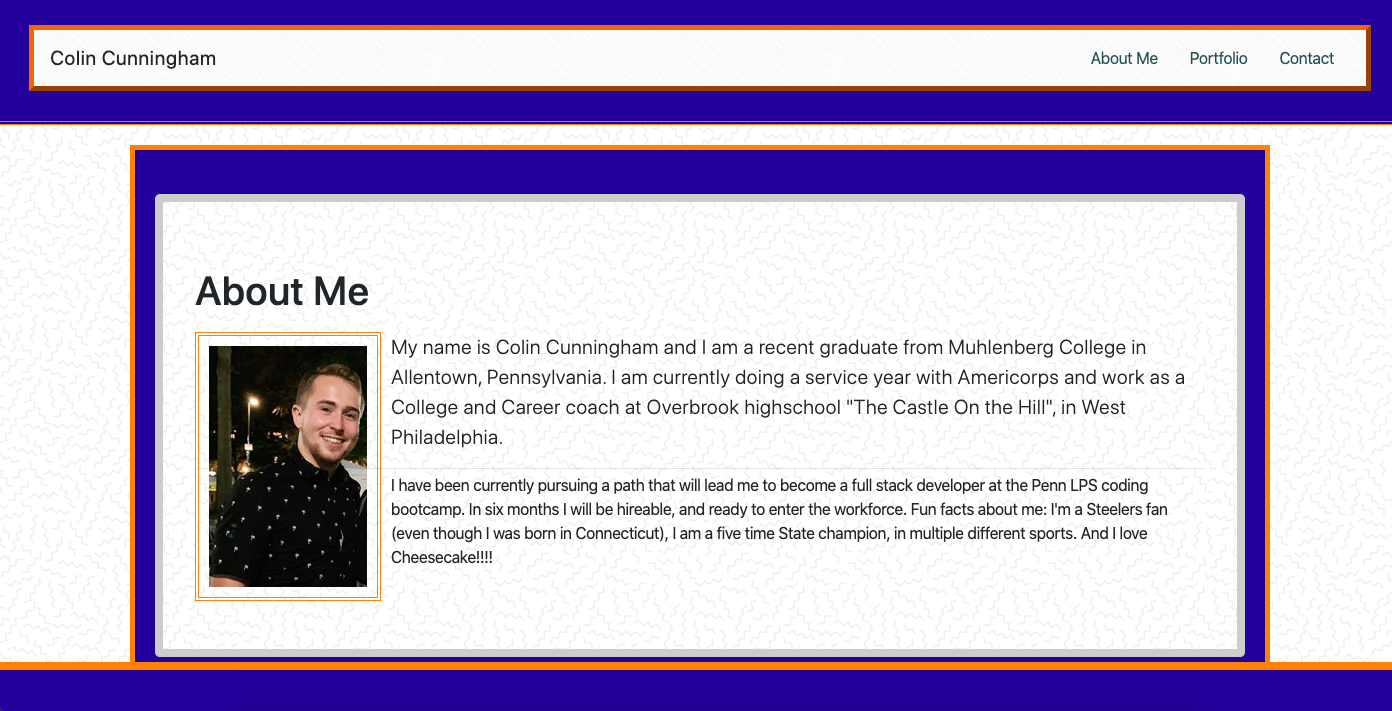 Colin Cunningham
About Me
Portfolio
Contact
About Me
My name is Colin Cunningham and I am a recent graduate from Muhlenberg College in
Allentown, Pennsylvania. I am currently doing a service year with Americorps and work as a
College and Career coach at Overbrook highschool "The Castle On the Hill", in West
Philadelphia.
I have been currently pursuing a path that will lead me to become a full stack developer at the Penn LPS coding
bootcamp. In six months I will be hireable, and ready to enter the workforce. Fun facts about me: I'm a Steelers fan
(even though I was born in Connecticut), I am a five time State champion, in multiple different sports. And I love
Cheesecake!!!!